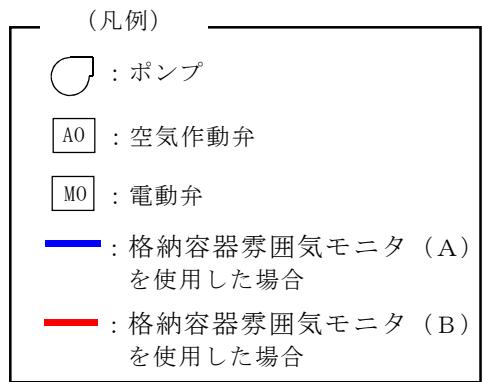 (凡例)
：ポンプ
AO ：空気作動弁
MO ：電動弁
：格納容器雰囲気モニタ（A）
を使用した場合
：格納容器雰囲気モニタ（B）
を使用した場合